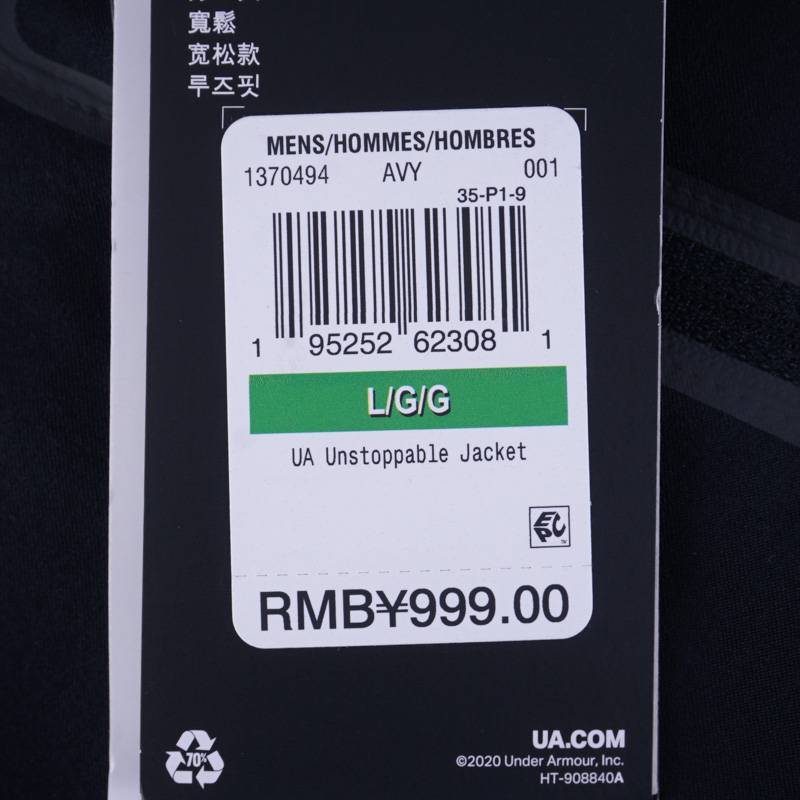 寬鬆
宽松款
루즈핏
MENS/HOMMES/HOMBRES
1370494 AVY 001
35-P1-9
1 95252 62308 1
L/G/G
UA Unstoppable Jacket
EPC
RMB¥999.00
70%
UA.COM
©2020 Under Armour, Inc.
HT-908840A